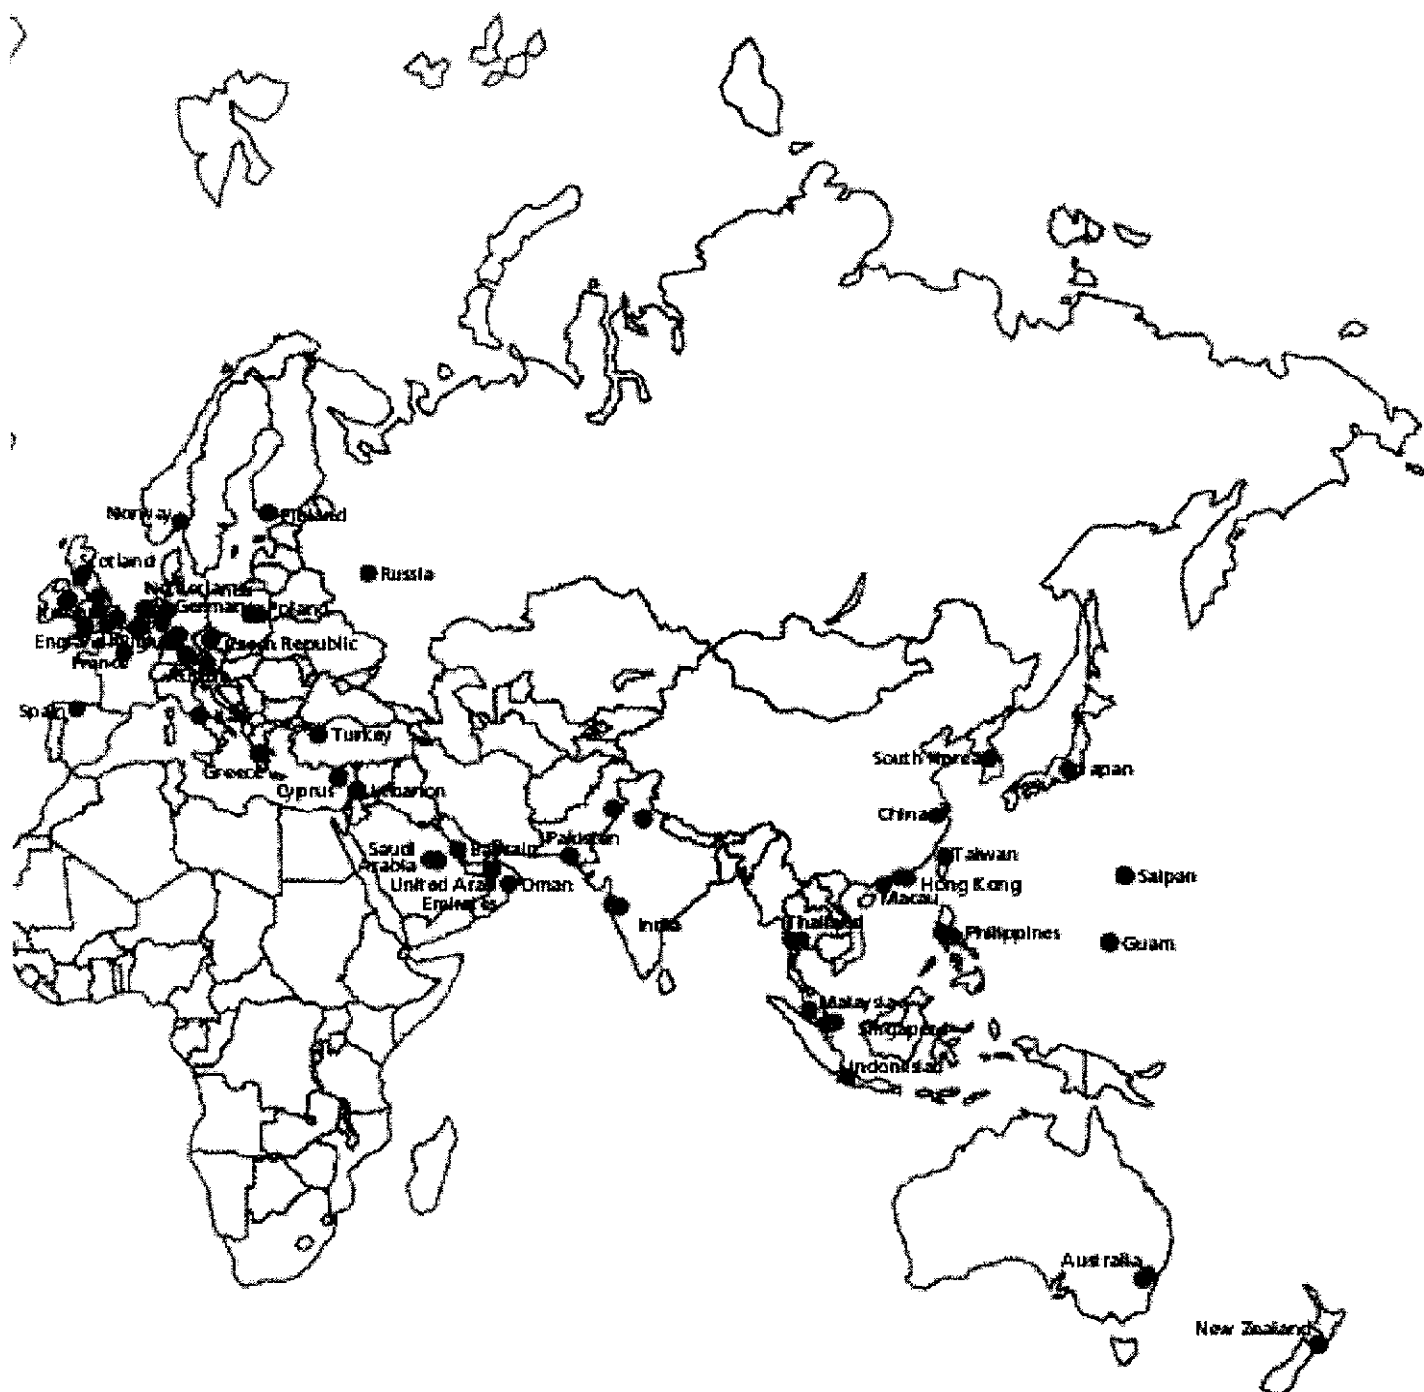 Norway
Finland
Scotland
Russia
Netherlands
Germany
Poland
England
Czech Republic
France
Austria
Spain
Turkey
South Korea
Japan
Greece
Cyprus
Lebanon
China
Pakistan
Saudi
Arabia
Bahrain
Taiwan
Saipan
United Arab
Emirates
Oman
Hong Kong
Macau
India
Thailand
Philippines
Guam
Malaysia
Singapore
Indonesia
Australia
New Zealand